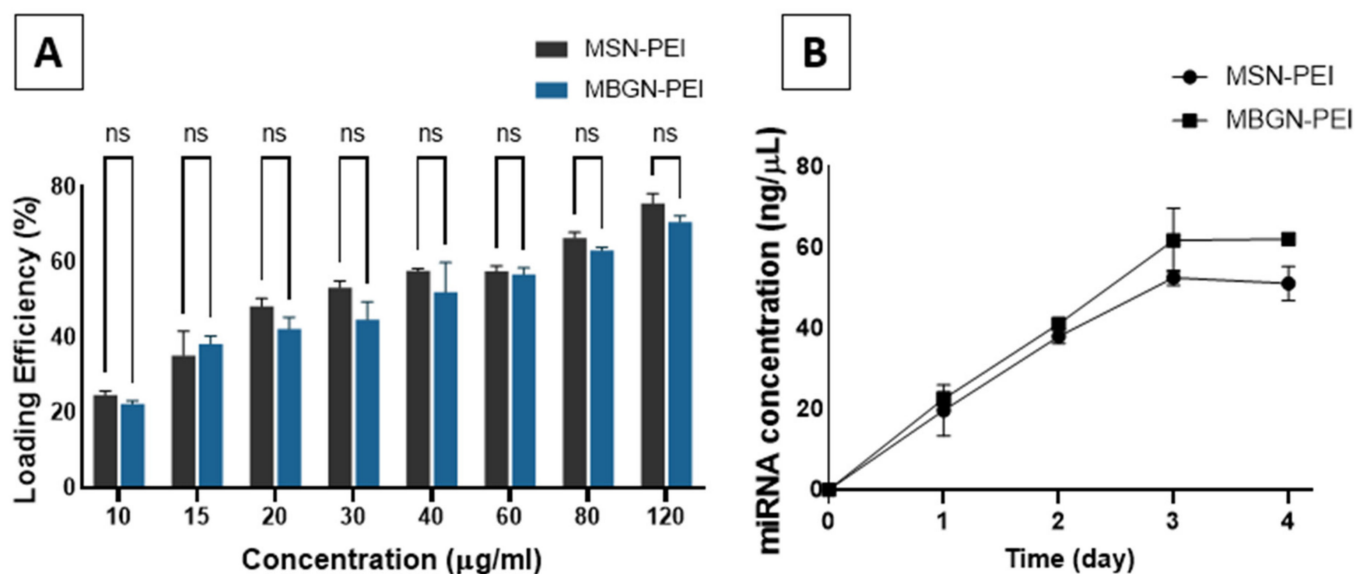 A
MSN-PEI
MBGN-PEI
ns ns ns ns ns ns ns ns
80
60
40
20
0
Loading Efficiency (%)
10 15 20 30 40 60 80 120
Concentration (μg/ml)
B
MSN-PEI
MBGN-PEI
80
60
40
20
0
miRNA concentration (ng/μL)
0 1 2 3 4
Time (day)